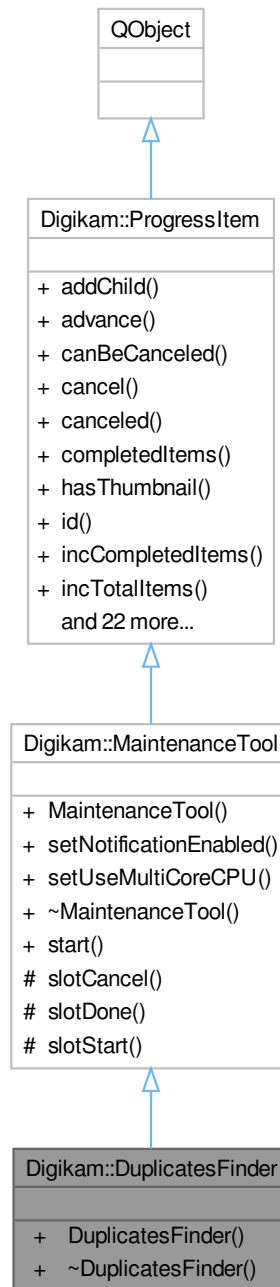 QObject
Digikam::ProgressItem
+ addChild()
+ advance()
+ canBeCanceled()
+ cancel()
+ canceled()
+ completedItems()
+ hasThumbnail()
+ id()
+ incCompletedItems()
+ incTotalItems()
and 22 more...
Digikam::MaintenanceTool
+ MaintenanceTool()
+ setNotificationEnabled()
+ setUseMultiCoreCPU()
+ ~MaintenanceTool()
+ start()
# slotCancel()
# slotDone()
# slotStart()
Digikam::DuplicatesFinder
+ DuplicatesFinder()
+ ~DuplicatesFinder()